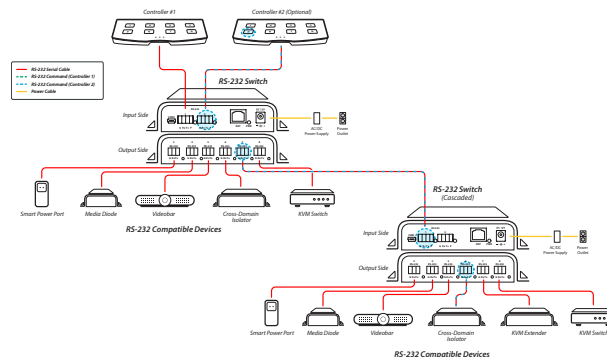 Controller #1
Controller #2 (Optional)
RS-232 Serial Cable
RS-232 Command (Controller 1)
RS-232 Command (Controller 2)
Power Cable
RS-232 Switch
Input Side
AC/DC
Power Supply
Power
Outlet
Output Side
Smart Power Port
Media Diode
Videobar
Cross-Domain
Isolator
KVM Switch
RS-232 Compatible Devices
RS-232 Switch
(Cascaded)
Input Side
AC/DC
Power Supply
Power
Outlet
Output Side
Smart Power Port
Media Diode
Videobar
Cross-Domain
Isolator
KVM Extender
KVM Switch
RS-232 Compatible Devices